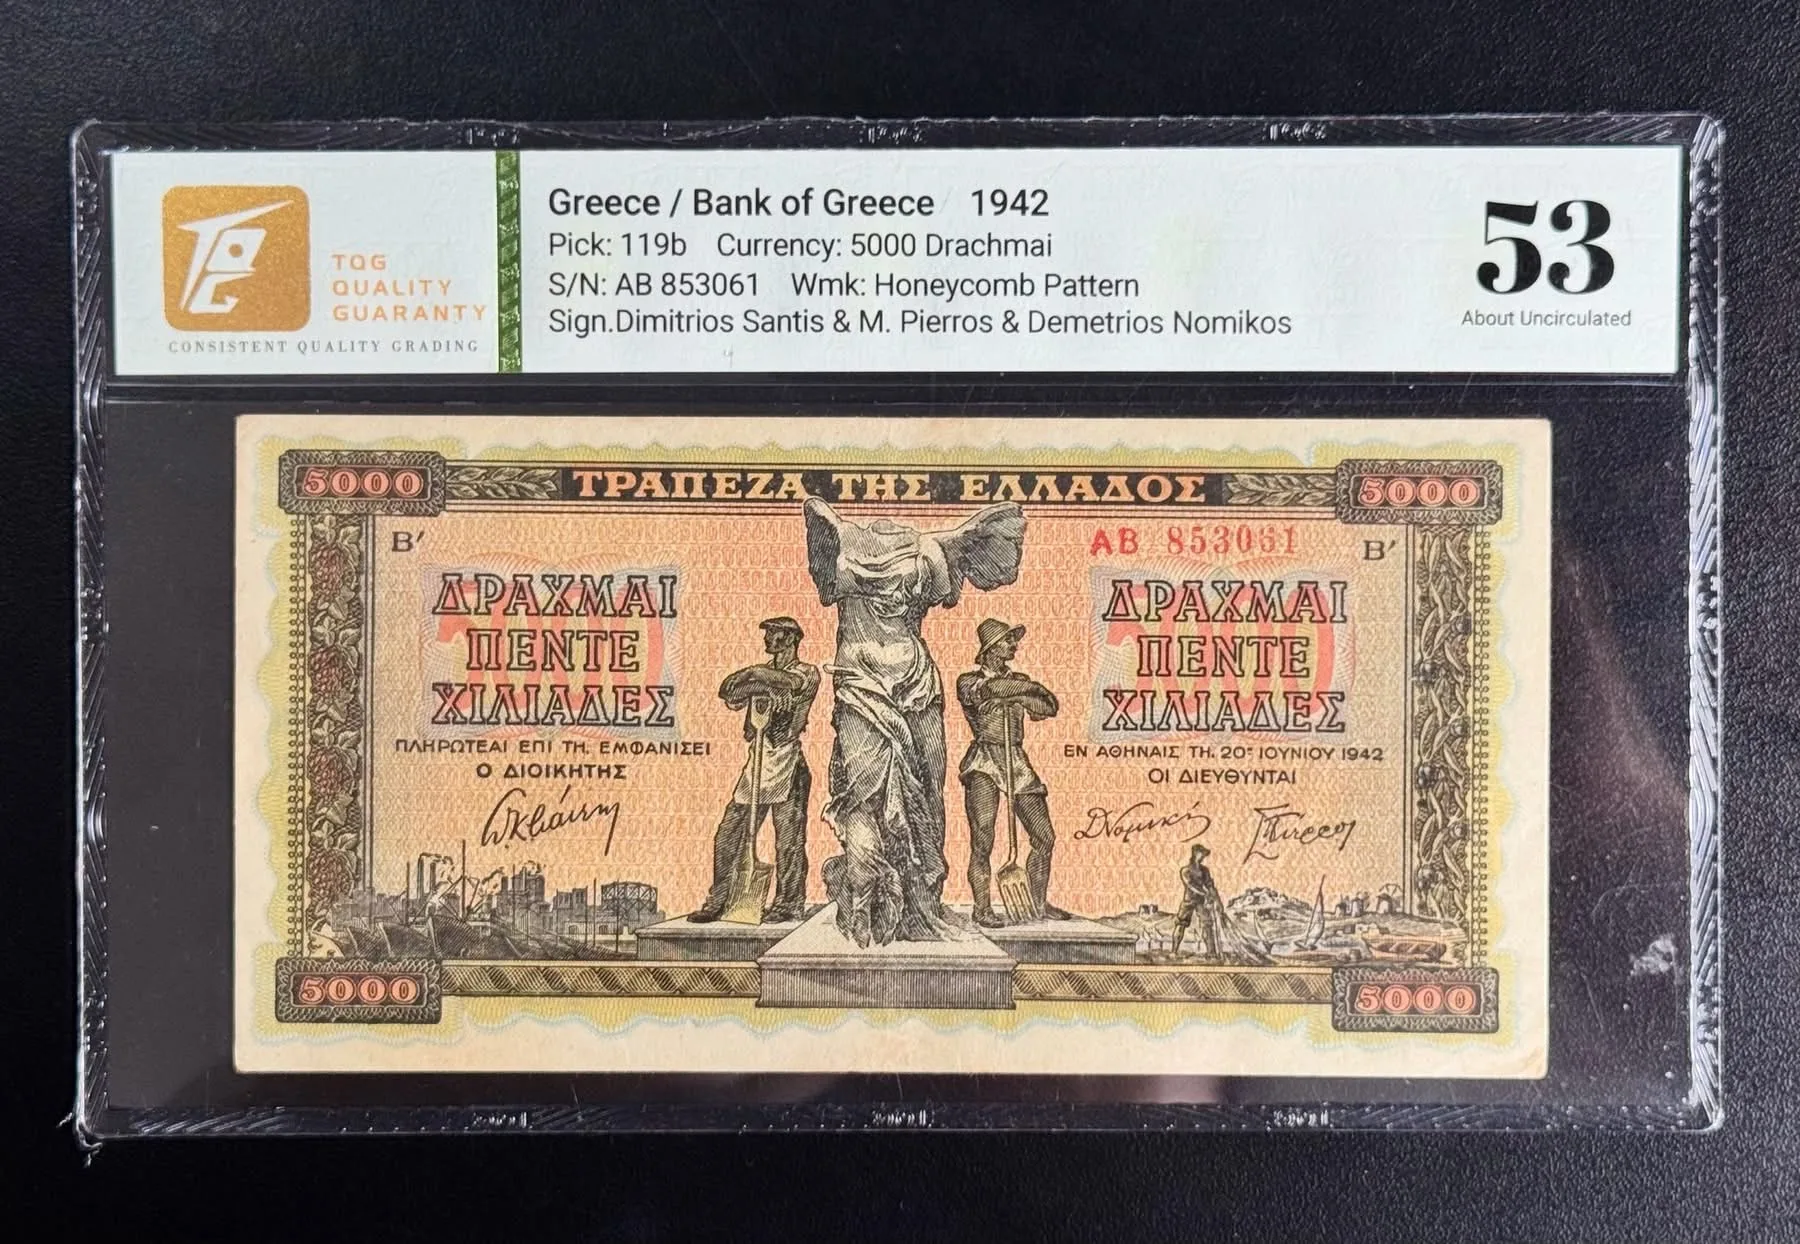 TQG
QUALITY
GUARANTY
CONSISTENT QUALITY GRADING
Greece / Bank of Greece 1942
Pick: 119b Currency: 5000 Drachmai
S/N: AB 853061 Wmk: Honeycomb Pattern
Sign.Dimitrios Santis & M. Pierros & Demetrios Nomikos
53
About Uncirculated
5000 ΤΡΑΠΕΖΑ ΤΗΣ ΕΛΛΑΔΟΣ 5000
Β′ ΑΒ 853061 Β′
ΔΡΑΧΜΑΙ
ΠΕΝΤΕ
ΧΙΛΙΑΔΕΣ
ΠΛΗΡΩΤΕΑΙ ΕΠΙ ΤΗ. ΕΜΦΑΝΙΣΕΙ
Ο ΔΙΟΙΚΗΤΗΣ
ΔΡΑΧΜΑΙ
ΠΕΝΤΕ
ΧΙΛΙΑΔΕΣ
ΕΝ ΑΘΗΝΑΙΣ ΤΗ. 20ῌ ΙΟΥΝΙΟΥ 1942
ΟΙ ΔΙΕΥΘΥΝΤΑΙ
5000 5000